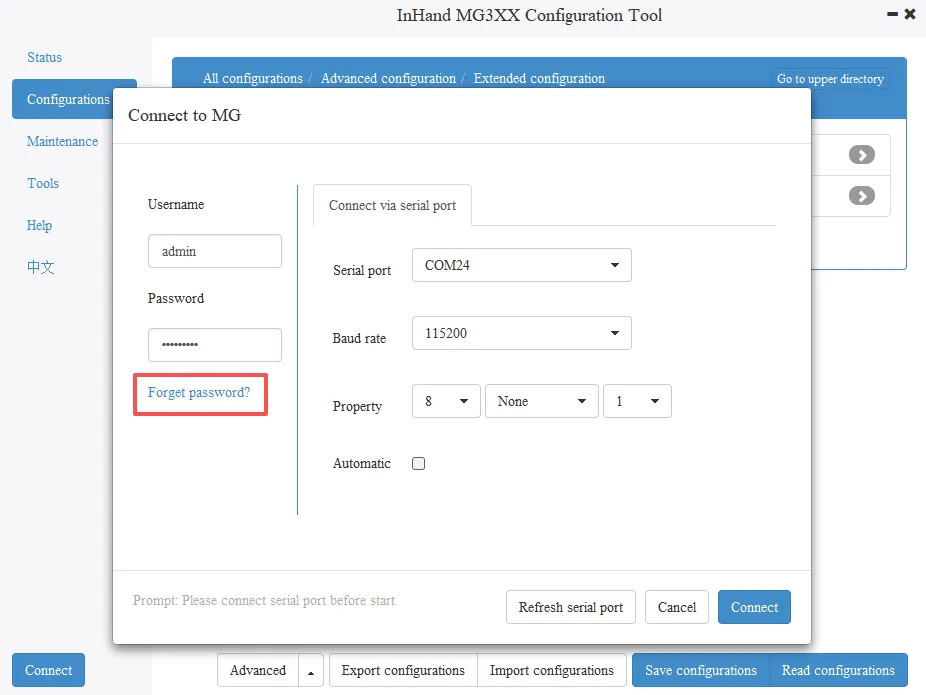 InHand MG3XX Configuration Tool
Status
Configurations
Maintenance
Tools
Help
中文
All configurations / Advanced configuration / Extended configuration
Go to upper directory
Connect to MG
Username
admin
Password
•••••••••
Forget password?
Connect via serial port
Serial port
COM24
Baud rate
115200
Property
8
None
1
Automatic
Prompt: Please connect serial port before start
Refresh serial port
Cancel
Connect
Connect
Advanced
Export configurations
Import configurations
Save configurations
Read configurations